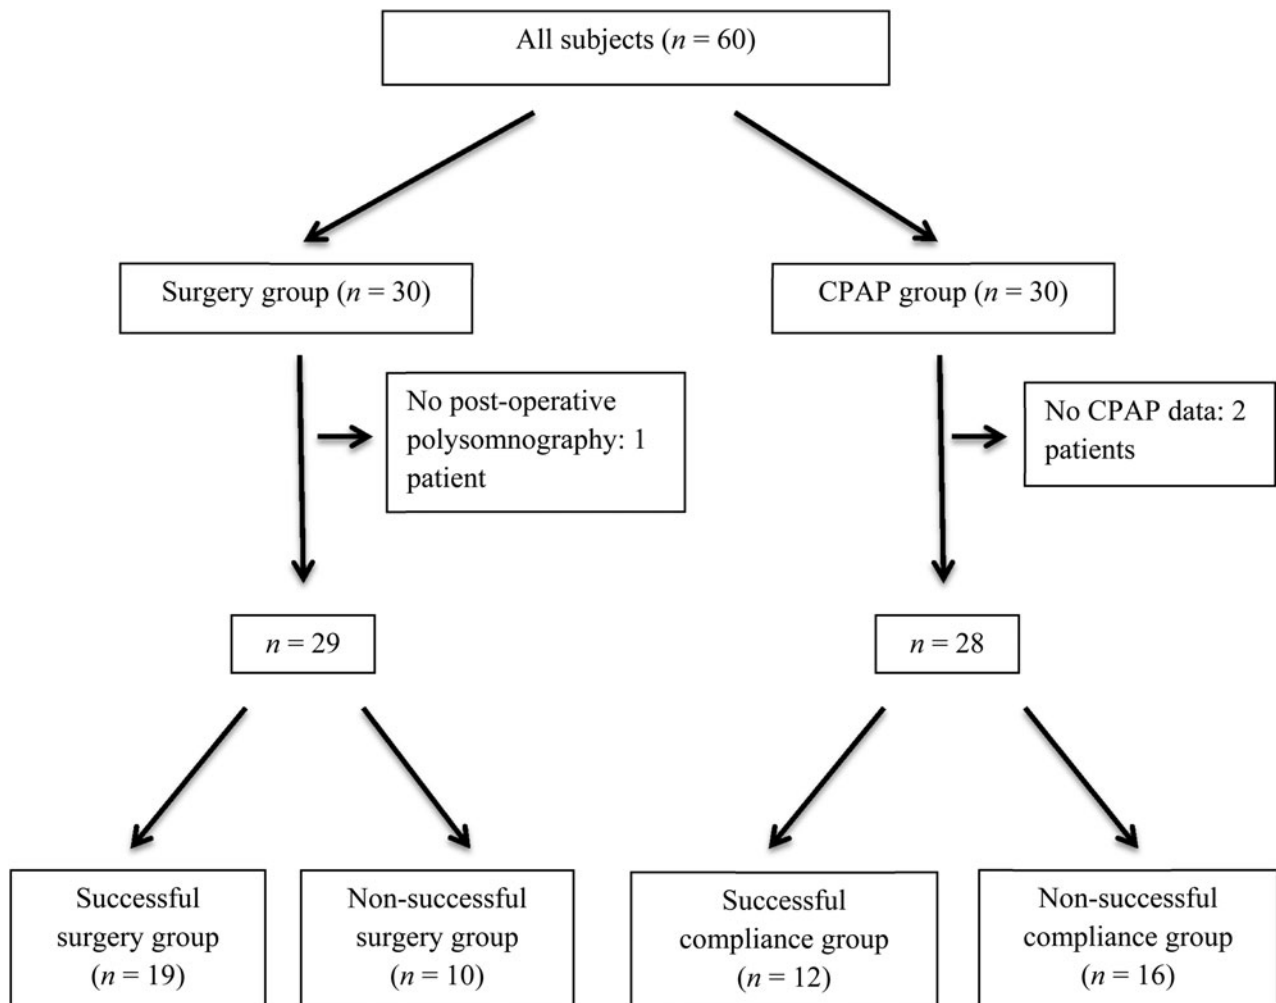 All subjects (n = 60)
Surgery group (n = 30)
CPAP group (n = 30)
No post-operative
polysomnography: 1
patient
No CPAP data: 2
patients
n = 29
n = 28
Successful
surgery group
(n = 19)
Non-successful
surgery group
(n = 10)
Successful
compliance group
(n = 12)
Non-successful
compliance group
(n = 16)